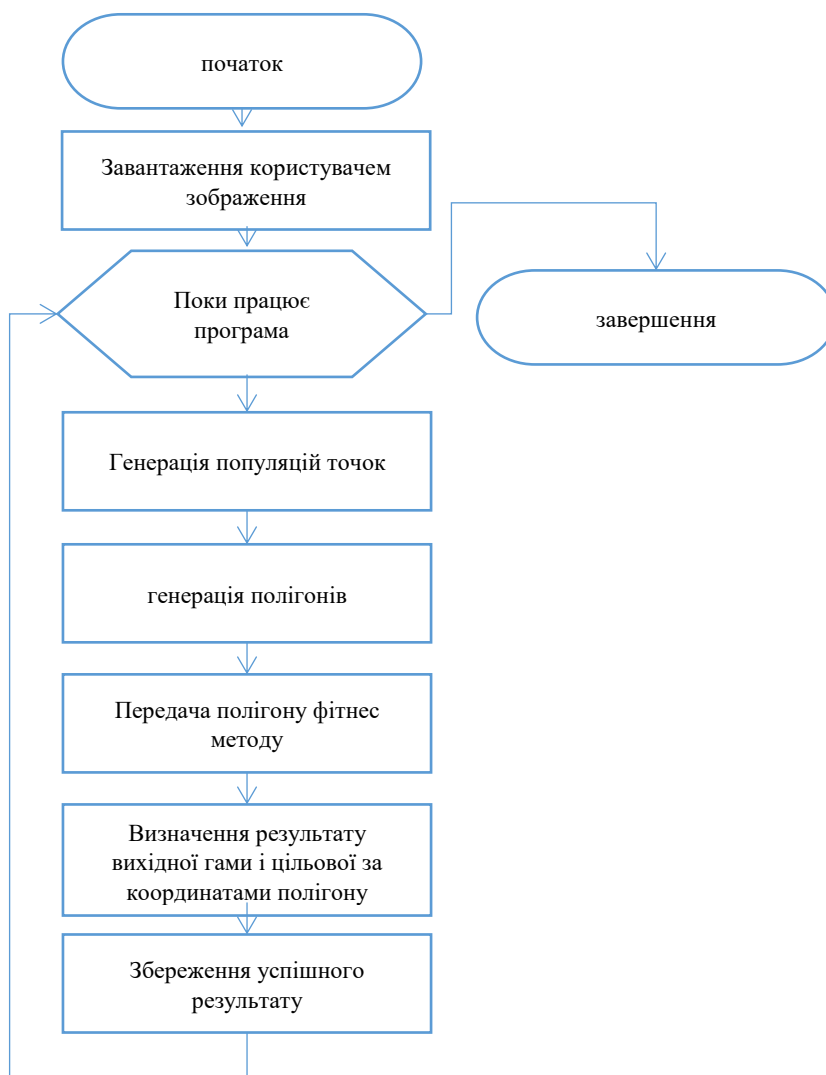 початок
Завантаження користувачем
зображення
Поки працює
програма
завершення
Генерація популяцій точок
генерація полігонів
Передача полігону фітнес
методу
Визначення результату
вихідної гами і цільової за
координатами полігону
Збереження успішного
результату